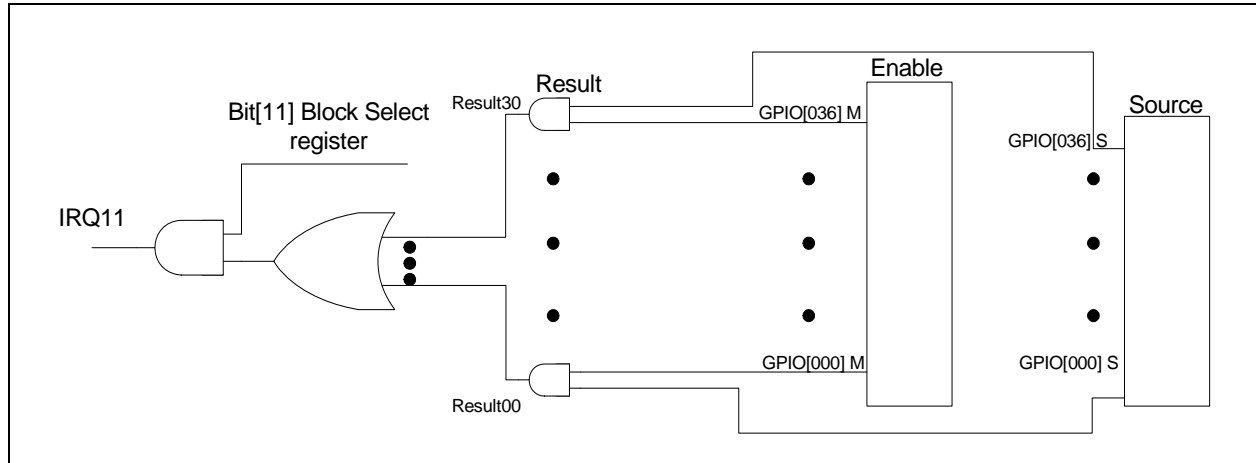 Enable
Result
Source
Result30
Bit[11] Block Select
register
GPIO[036] M
GPIO[036] S
IRQ11
GPIO[000] M
GPIO[000] S
Result00